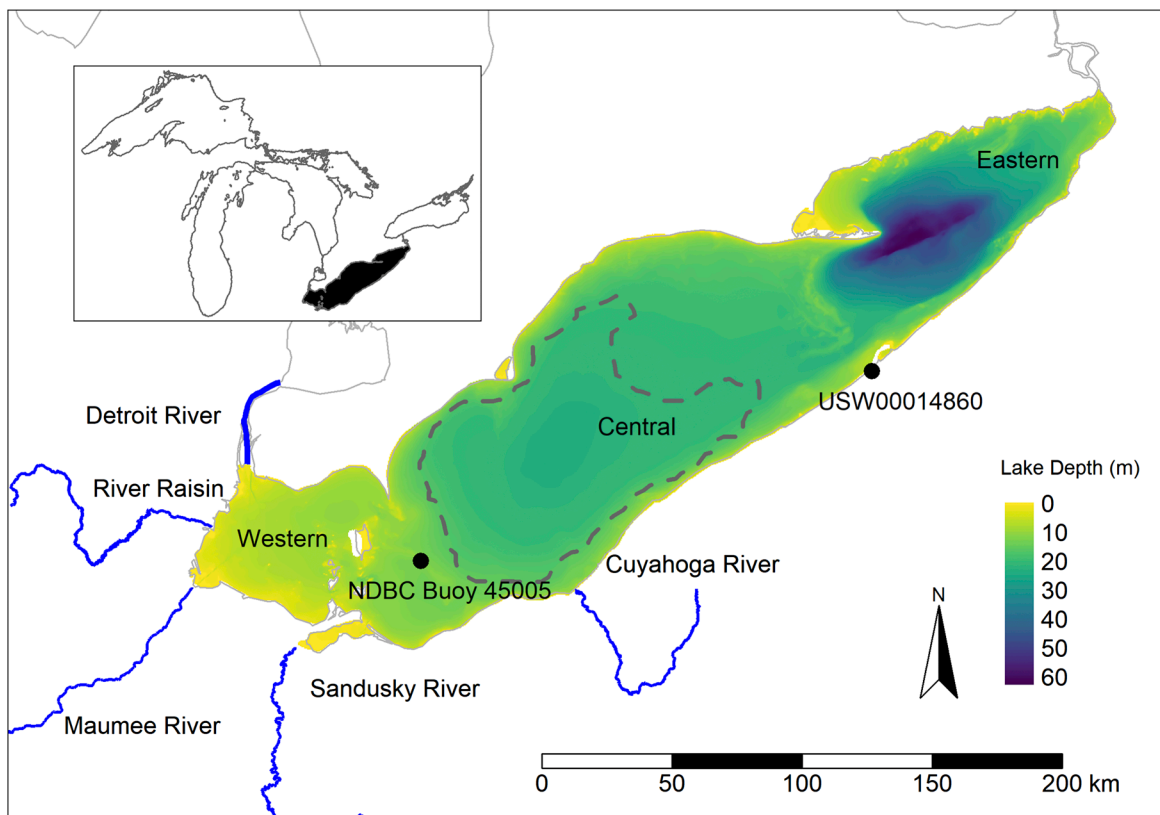 Eastern
USW00014860
Central
Detroit River
River Raisin
Western
NDBC Buoy 45005
Cuyahoga River
Sandusky River
Maumee River
Lake Depth (m)
0
10
20
30
40
50
60
N
0 50 100 150 200 km